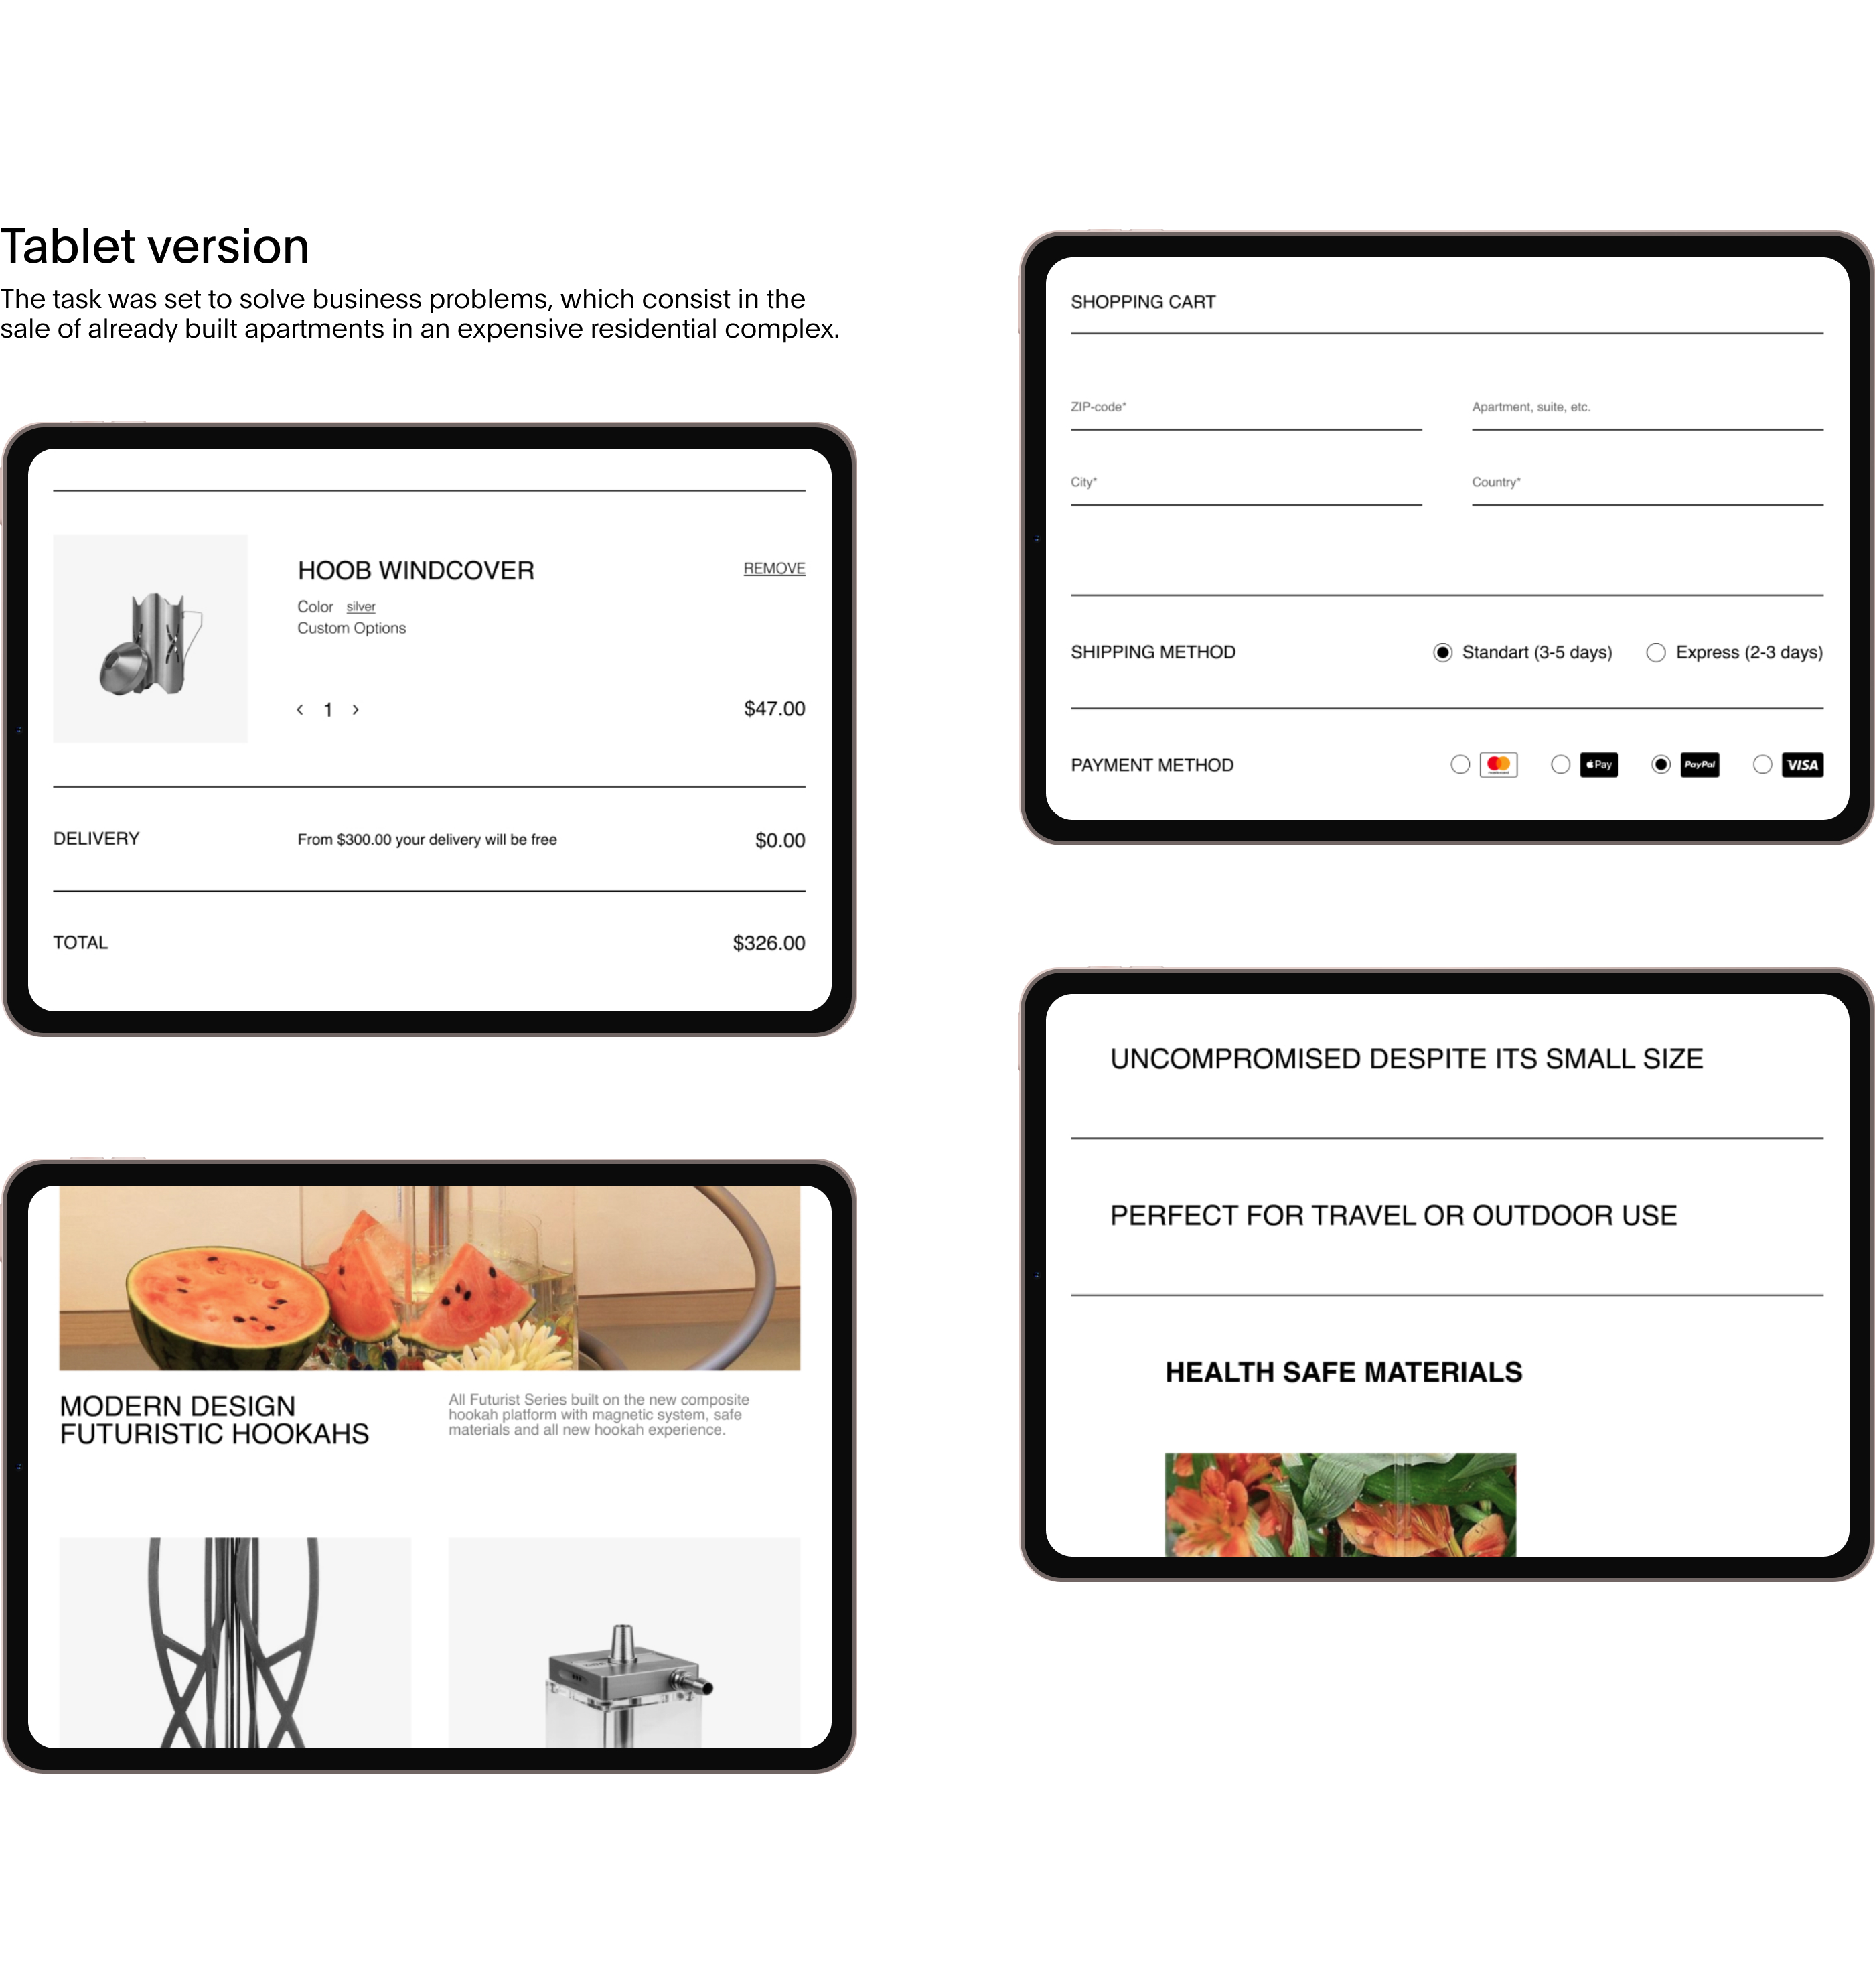 Tablet version
The task was set to solve business problems, which consist in the
sale of already built apartments in an expensive residential complex.
HOOB WINDCOVER
REMOVE
Color silver
Custom Options
< 1 >
$47.00
DELIVERY
From $300.00 your delivery will be free
$0.00
TOTAL
$326.00
MODERN DESIGN
FUTURISTIC HOOKAHS
All Futurist Series built on the new composite
hookah platform with magnetic system, safe
materials and all new hookah experience.
SHOPPING CART
ZIP-code*
Apartment, suite, etc.
City*
Country*
SHIPPING METHOD
Standart (3-5 days)
Express (2-3 days)
PAYMENT METHOD
mastercard
Pay
PayPal
VISA
UNCOMPROMISED DESPITE ITS SMALL SIZE
PERFECT FOR TRAVEL OR OUTDOOR USE
HEALTH SAFE MATERIALS